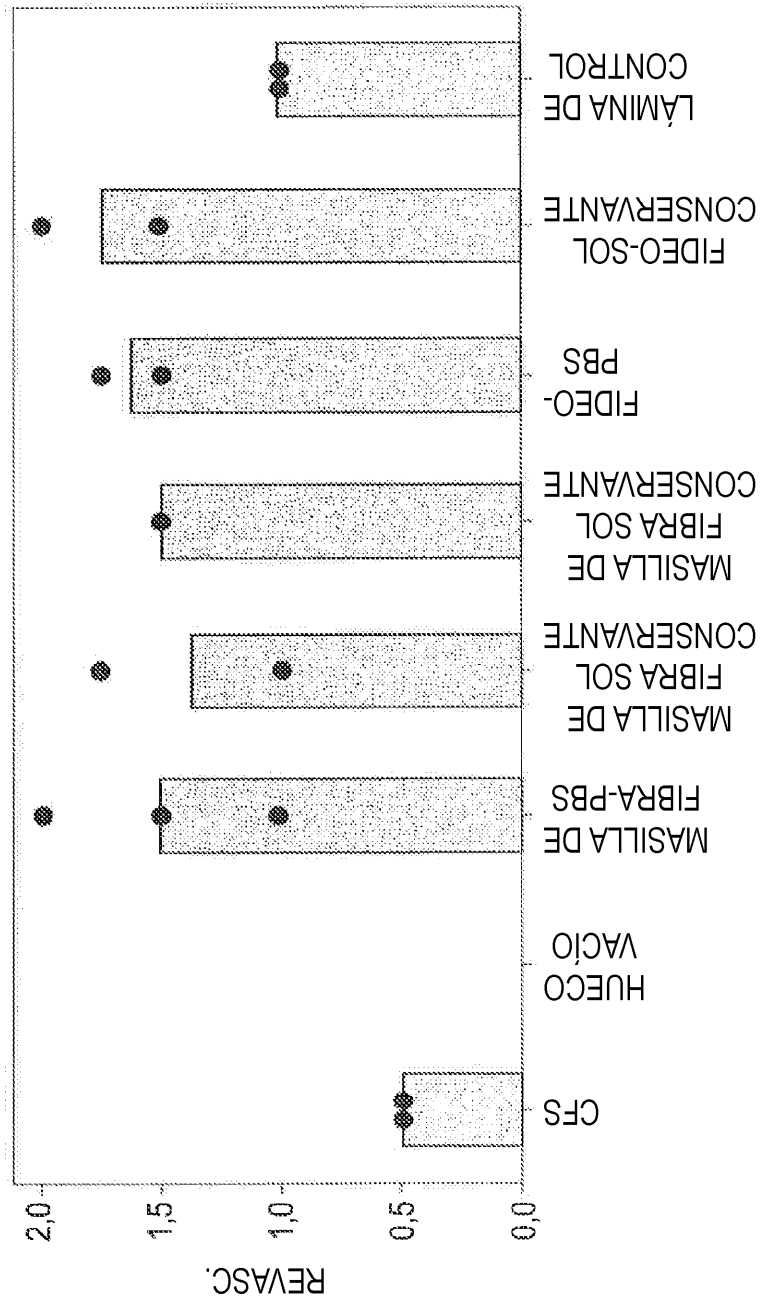 REVASC.
2,0
1,5
1,0
0,5
0,0
CFS
HUECO
VACÍO
MASILLA DE
FIBRA-PBS
MASILLA DE
FIBRA SOL
CONSERVANTE
MASILLA DE
FIBRA SOL
CONSERVANTE
FIDEO-
PBS
FIDEO-SOL
CONSERVANTE
LÁMINA DE
CONTROL